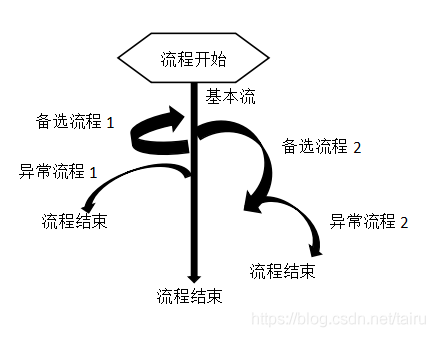 流程开始
基本流
备选流程 1
备选流程 2
异常流程 1
流程结束
异常流程 2
流程结束
流程结束
https://blog.csdn.net/tairu